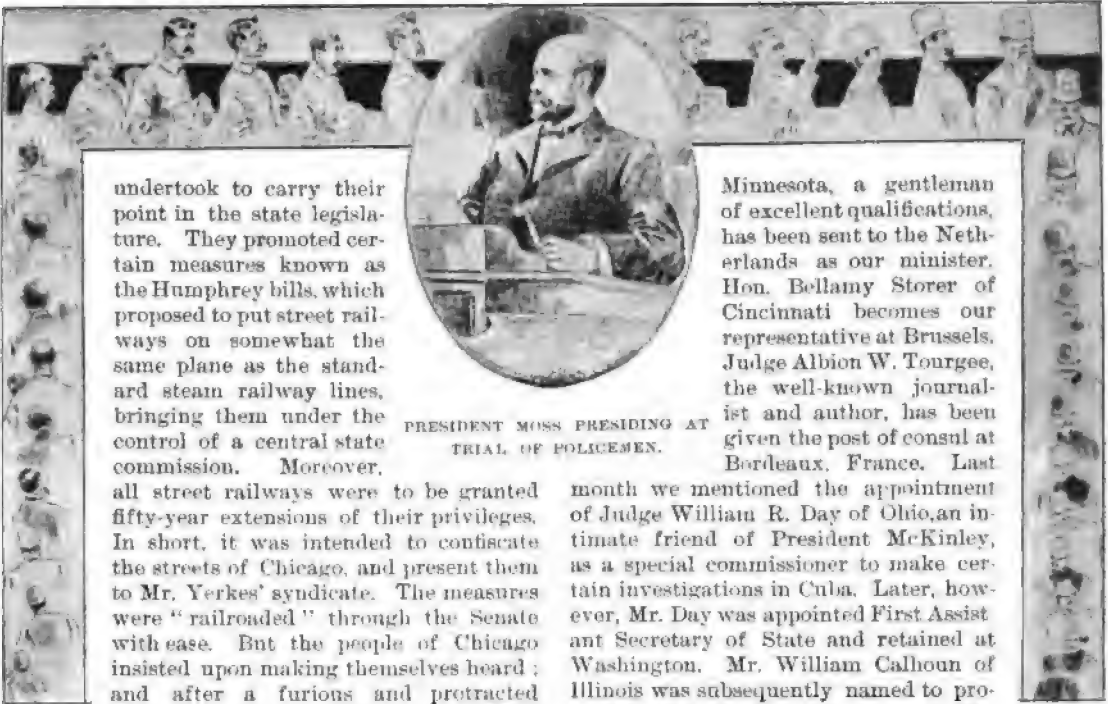 undertook to carry their
point in the state legisla-
ture. They promoted cer-
tain measures known as
the Humphrey bills, which
proposed to put street rail-
ways on somewhat the
same plane as the stand-
ard steam railway lines,
bringing them under the
control of a central state
commission. Moreover,
all street railways were to be granted
fifty-year extensions of their privileges.
In short, it was intended to confiscate
the streets of Chicago, and present them
to Mr. Yerkes' syndicate. The measures
were "railroaded" through the Senate
with ease. But the people of Chicago
insisted upon making themselves heard ;
and after a furious and protracted
PRESIDENT MOSS PRESIDING AT
TRIAL OF POLICEMEN.
Minnesota, a gentleman
of excellent qualifications,
has been sent to the Neth-
erlands as our minister.
Hon. Bellamy Storer of
Cincinnati becomes our
representative at Brussels.
Judge Albion W. Tourgee,
the well-known journal-
ist and author, has been
given the post of consul at
Bordeaux, France. Last
month we mentioned the appointment
of Judge William R. Day of Ohio,an in-
timate friend of President McKinley,
as a special commissioner to make cer-
tain investigations in Cuba. Later, how-
ever, Mr. Day was appointed First Assist
ant Secretary of State and retained at
Washington. Mr. William Calhoun of
Illinois was subsequently named to pro-